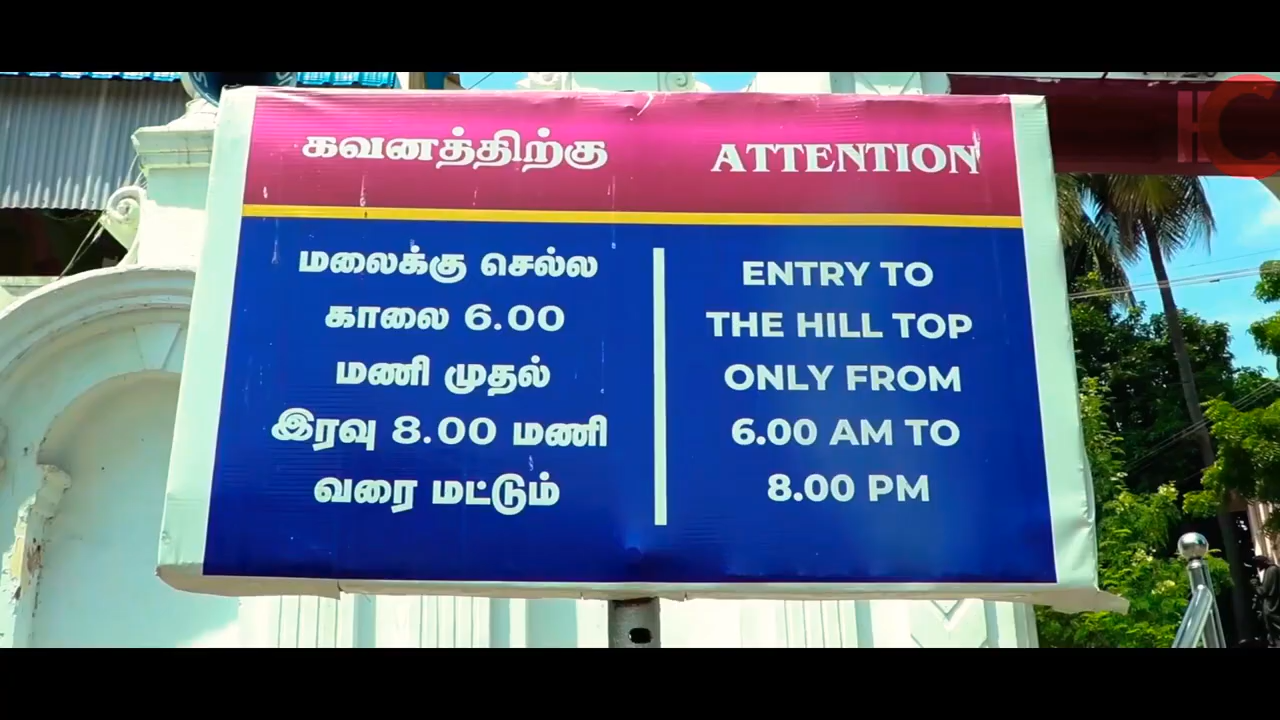 கவனத்திற்கு
மலைக்கு செல்ல
காலை 6.00
மணி முதல்
இரவு 8.00 மணி
வரை மட்டும்
ATTENTION
ENTRY TO
THE HILL TOP
ONLY FROM
6.00 AM TO
8.00 PM